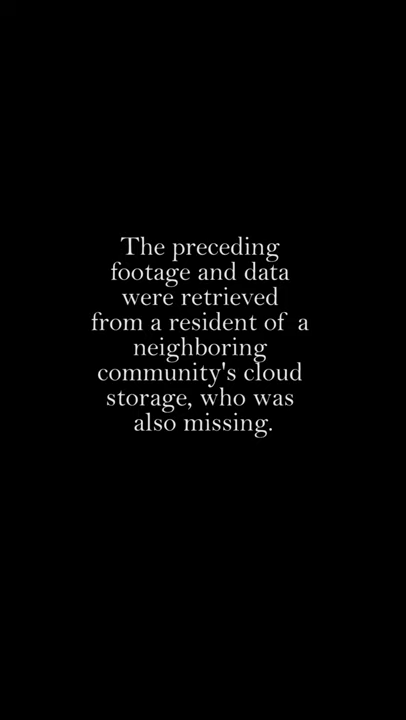 The preceding
footage and data
were retrieved
from a resident of a
neighboring
community's cloud
storage, who was
also missing.